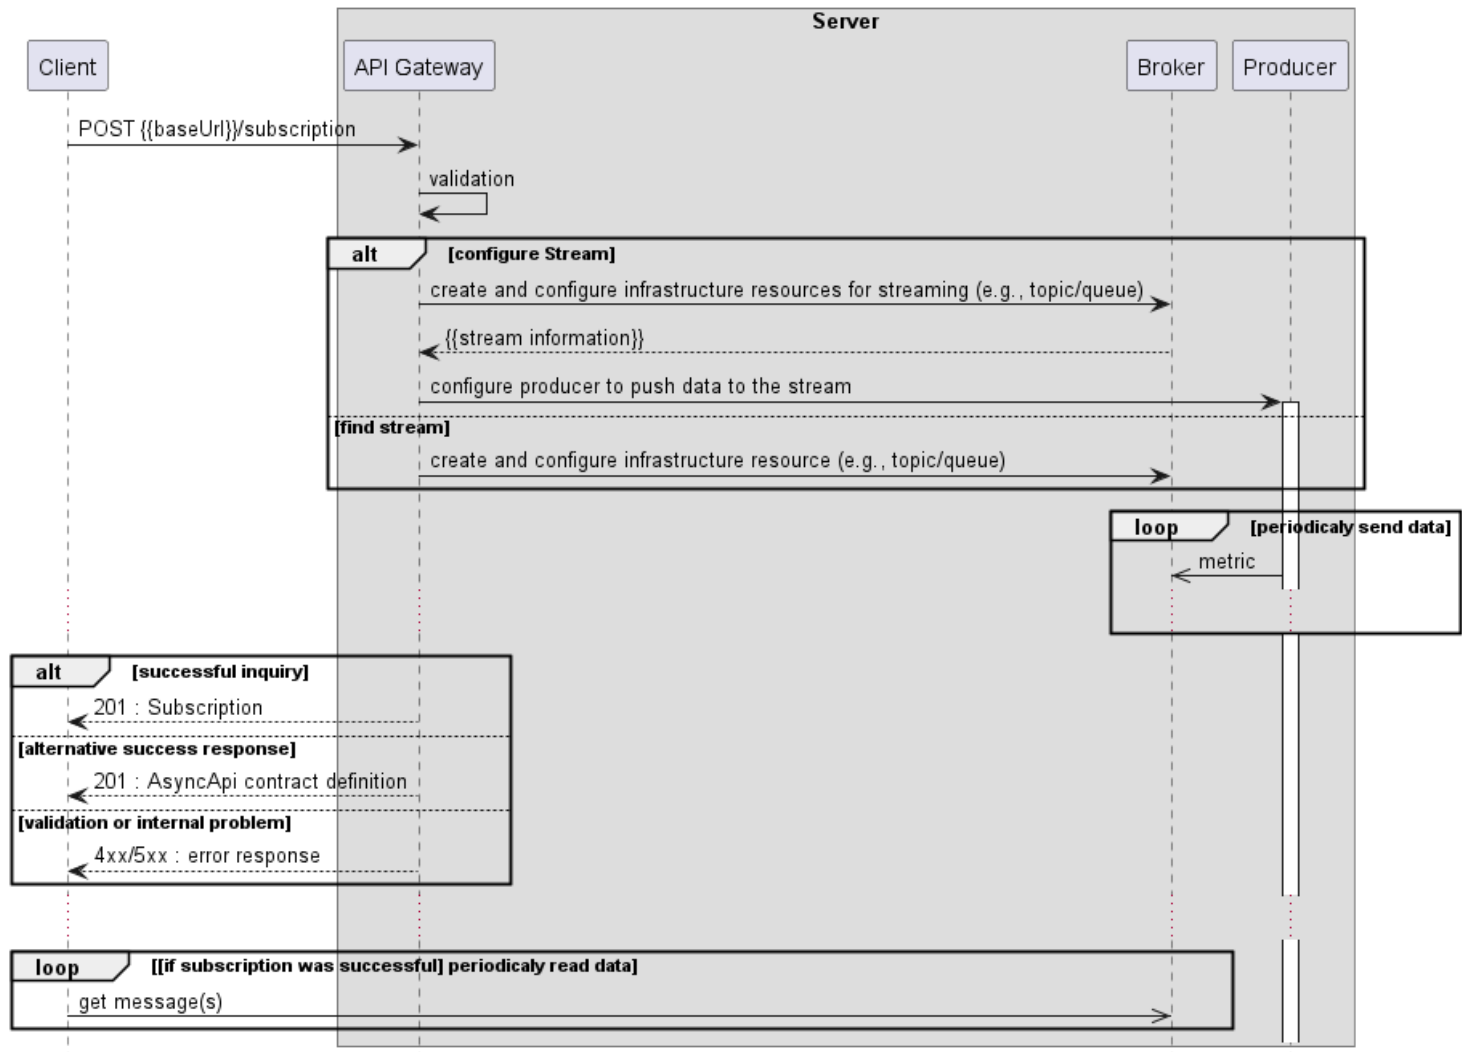 Server
Client
API Gateway
Broker
Producer
POST {{baseUrl}}/subscription
validation
alt
[configure Stream]
create and configure infrastructure resources for streaming (e.g., topic/queue)
{{stream information}}
configure producer to push data to the stream
[find stream]
create and configure infrastructure resource (e.g., topic/queue)
loop
[periodicaly send data]
metric
alt
[successful inquiry]
201 : Subscription
[alternative success response]
201 : AsyncApi contract definition
[validation or internal problem]
4xx/5xx : error response
loop
[[if subscription was successful] periodicaly read data]
get message(s)